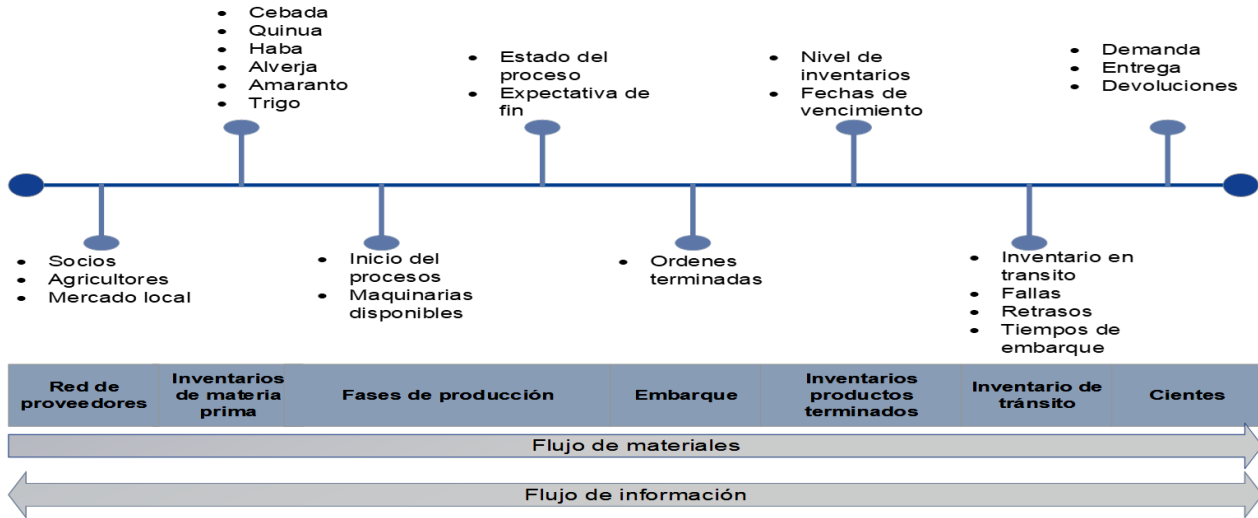 • Cebada
• Quinua
• Haba
• Alverja
• Amaranto
• Trigo
• Estado del
proceso
• Expectativa de
fin
• Nivel de
inventarios
• Fechas de
vencimiento
• Demanda
• Entrega
• Devoluciones
• Socios
• Agricultores
• Mercado local
• Inicio del
procesos
• Maquinarias
disponibles
• Ordenes
terminadas
• Inventario en
transito
• Fallas
• Retrasos
• Tiempos de
embarque
Red de
proveedores
Inventarios
de materia
prima
Fases de producción
Embarque
Inventarios
productos
terminados
Inventario de
tránsito
Cientes
Flujo de materiales
Flujo de información